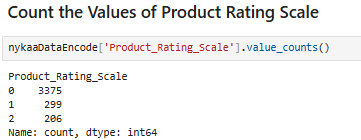 Count the Values of Product Rating Scale
nykaaDataEncode['Product_Rating_Scale'].value_counts()
Product_Rating_Scale
0    3375
1     299
2     206
Name: count, dtype: int64